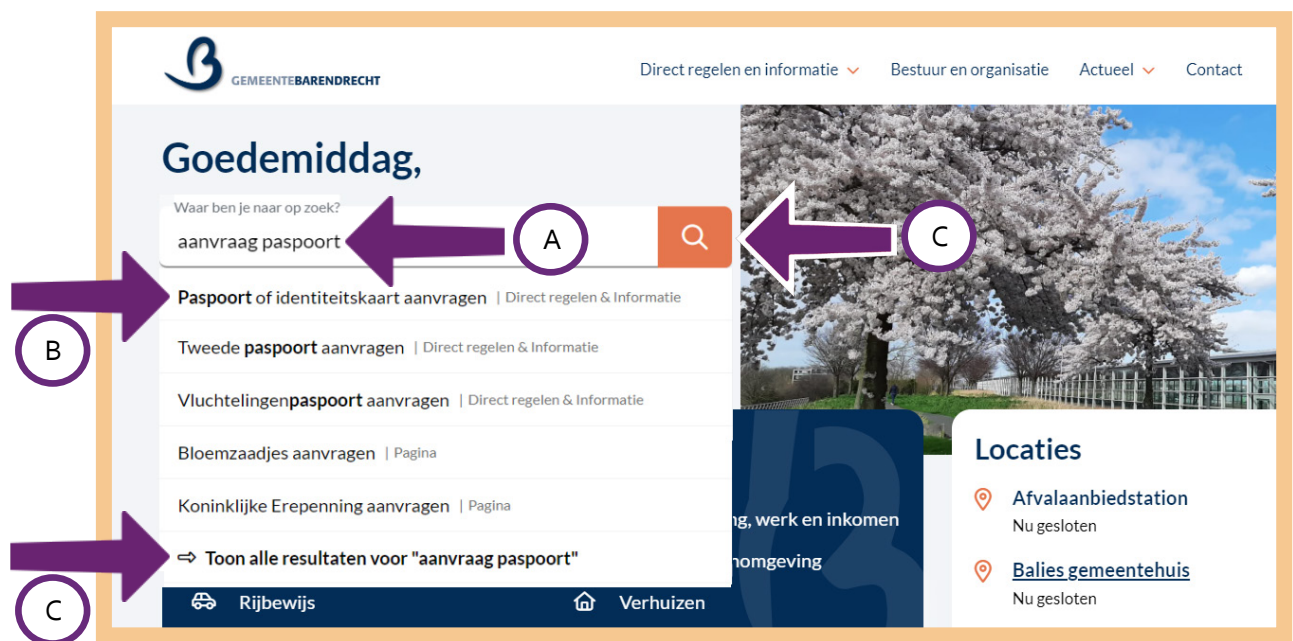 GEMEENTEBARENDRECHT
Direct regelen en informatie
Bestuur en organisatie
Actueel
Contact
Goedemiddag,
Waar ben je naar op zoek?
aanvraag paspoort
A
C
Paspoort of identiteitskaart aanvragen | Direct regelen & Informatie
B
Tweede paspoort aanvragen | Direct regelen & Informatie
Vluchtelingenpaspoort aanvragen | Direct regelen & Informatie
Bloemzaadjes aanvragen | Pagina
Koninklijke Erepenning aanvragen | Pagina
⇨ Toon alle resultaten voor "aanvraag paspoort"
C
werk en inkomen
Rijbewijs
Verhuizen
Locaties
Afvalaanbiedstation
Nu gesloten
Balies gemeentehuis
Nu gesloten